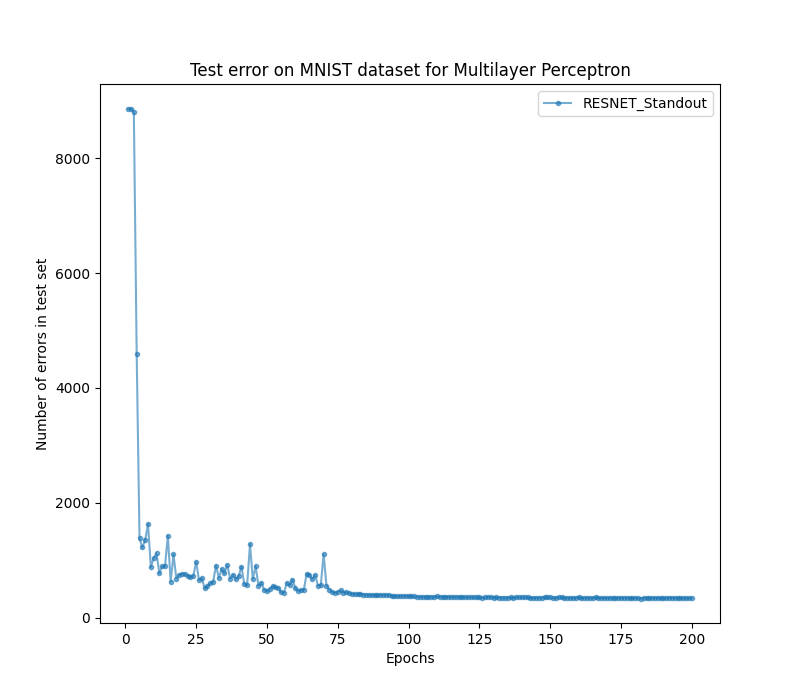 Test error on MNIST dataset for Multilayer Perceptron
RESNET_Standout
Number of errors in test set
8000
6000
4000
2000
0
0 25 50 75 100 125 150 175 200
Epochs